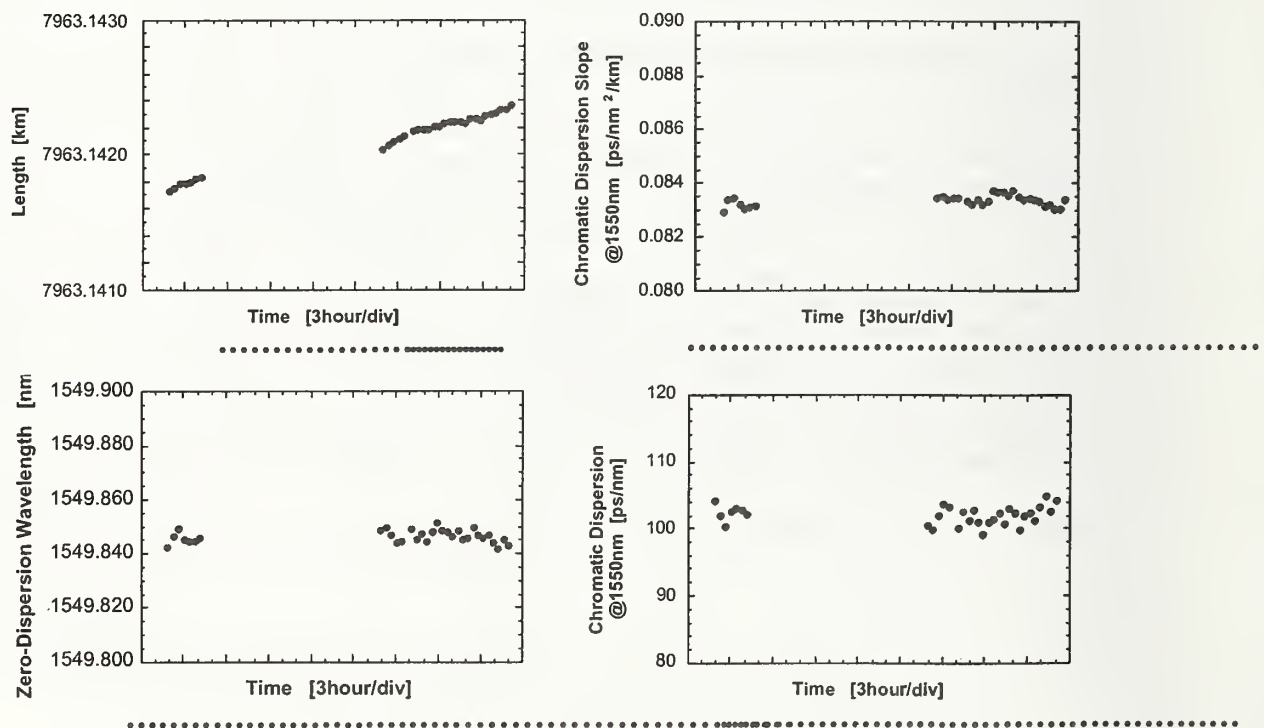 7963.1430
7963.1420
7963.1410
Length [km]
Time [3hour/div]
0.090
0.088
0.086
0.084
0.082
0.080
Chromatic Dispersion Slope
@1550nm [ps/nm²/km]
Time [3hour/div]
1549.900
1549.880
1549.860
1549.840
1549.820
1549.800
Zero-Dispersion Wavelength [nm
Time [3hour/div]
120
110
100
90
80
Chromatic Dispersion
@1550nm [ps/nm]
Time [3hour/div]